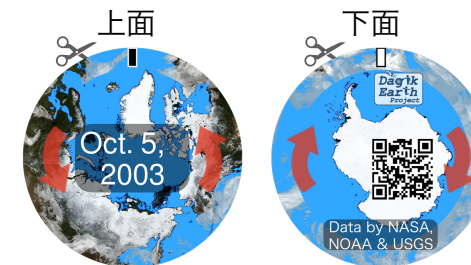 上面
下面
Oct. 5,
2003
Dagik
Earth
Project
Data by NASA,
NOAA & USGS